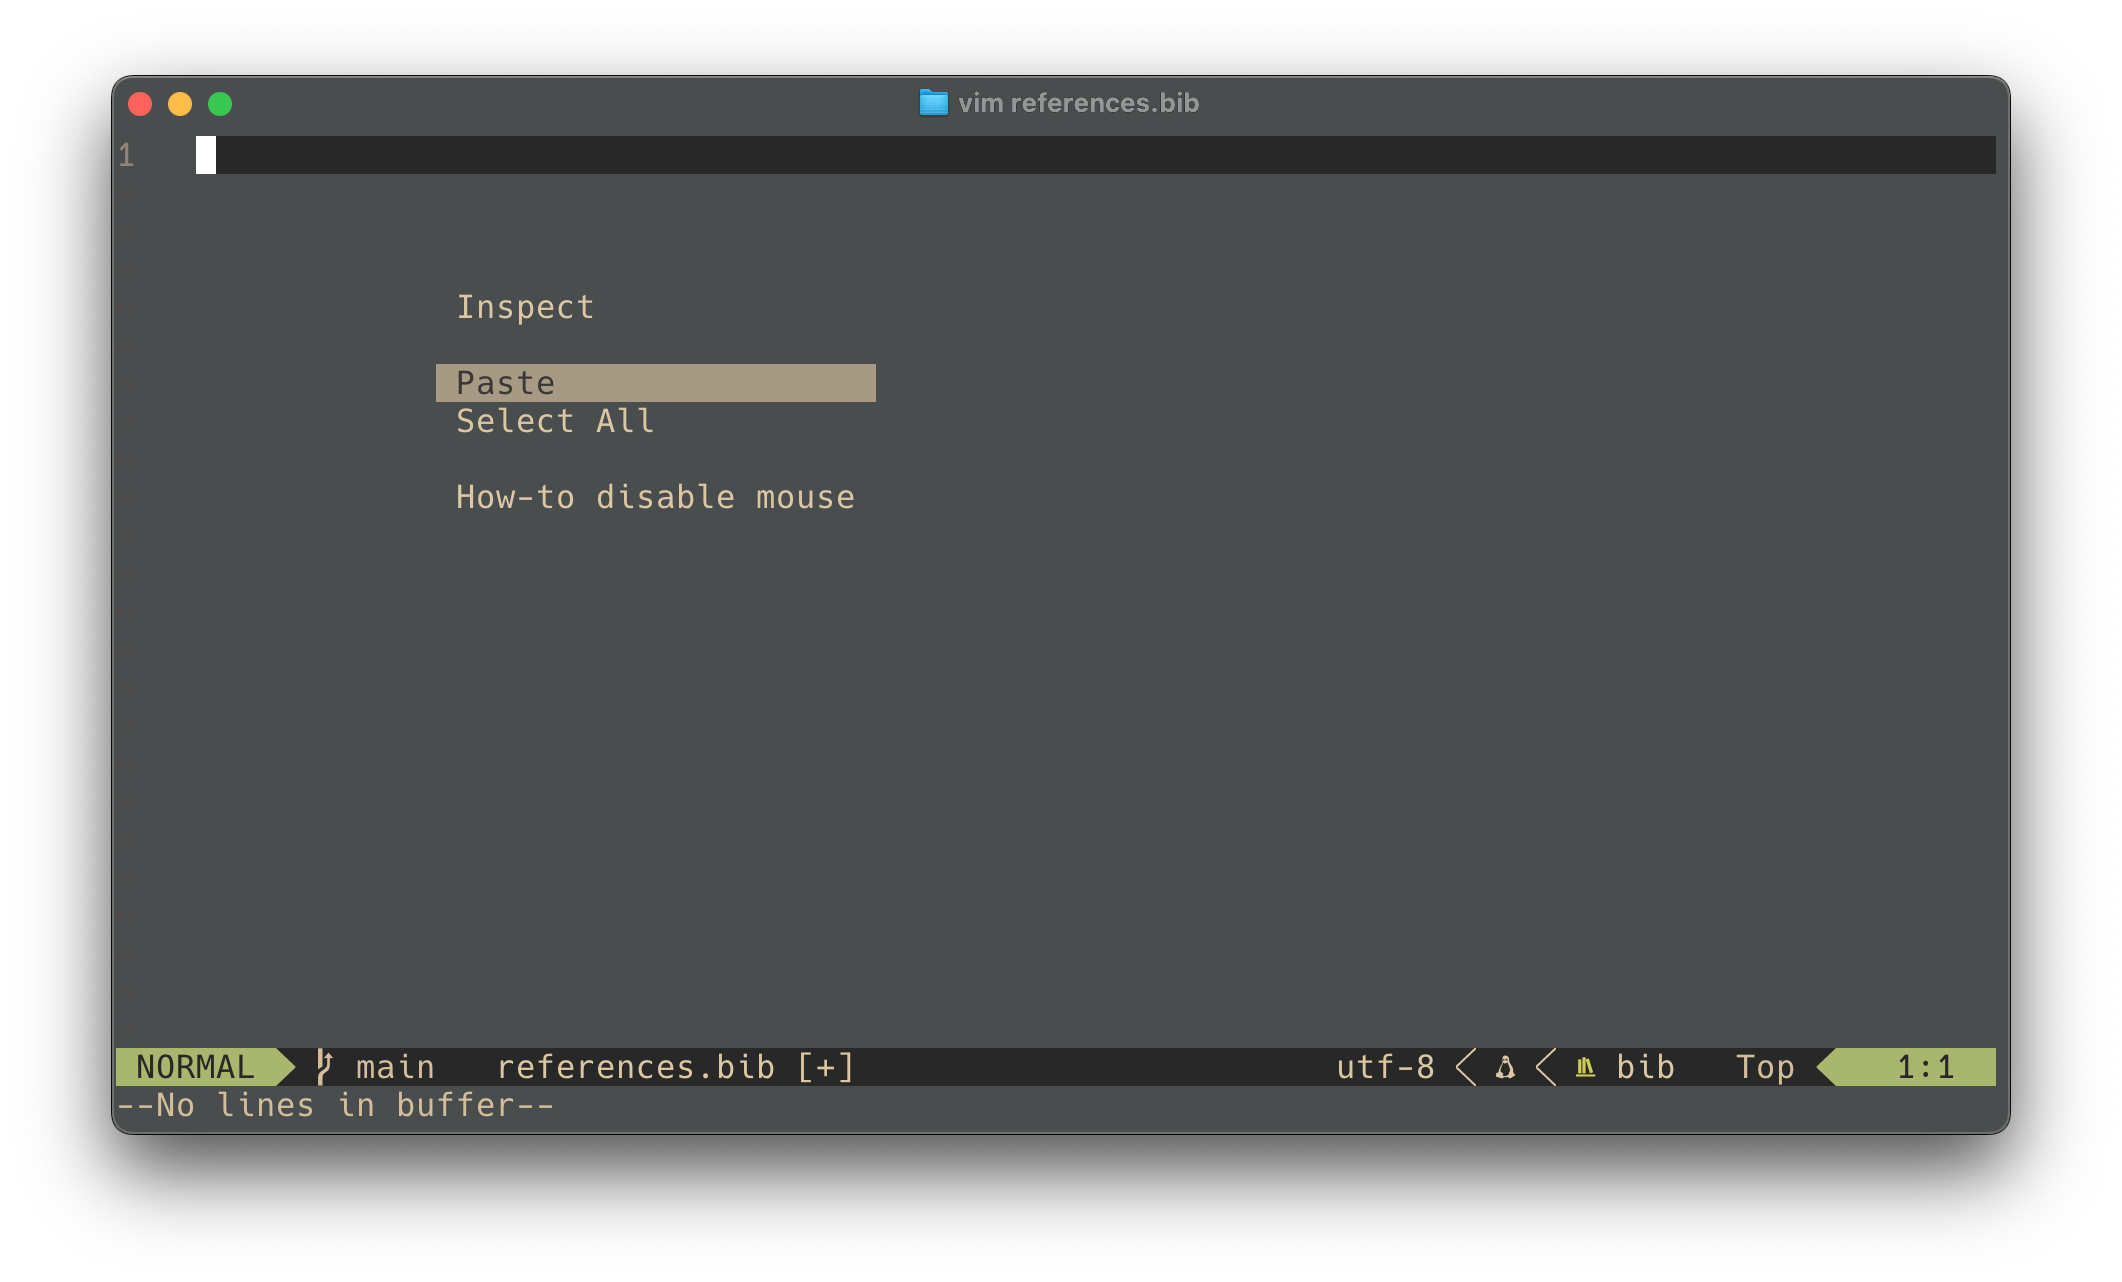 vim references.bib
1
Inspect
Paste
Select All
How-to disable mouse
NORMAL main references.bib [+] utf-8 bib Top 1:1
--No lines in buffer--